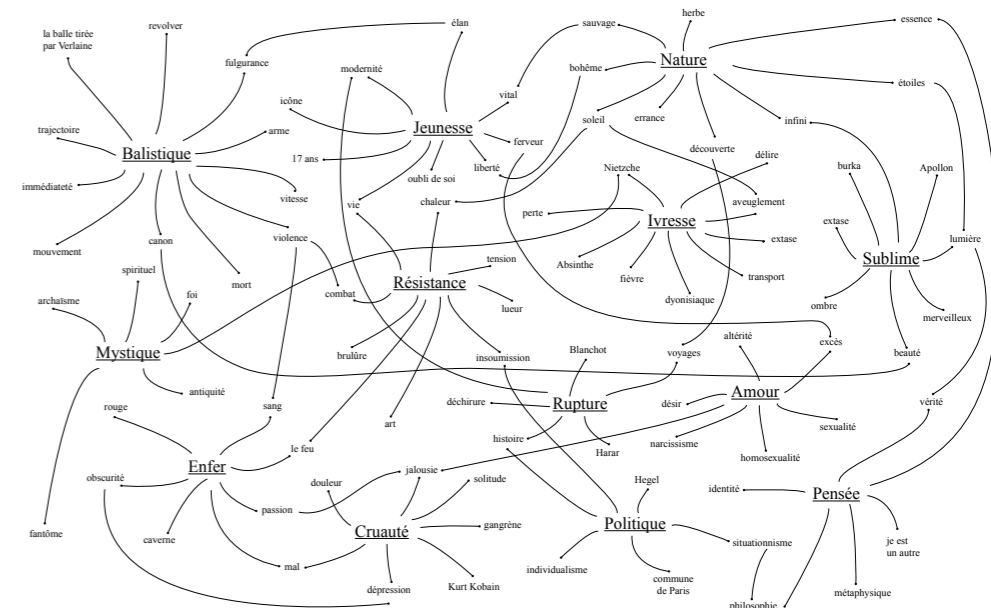 herbe
élan
sauvage
essence
revolver
la balle tirée
par Verlaine
fulgurance
modernité
bohême
Nature
étoiles
vital
icône
errance
soleil
infini
trajectoire
arme
Jeunesse
ferveur
découverte
Balistique
17 ans
oubli de soi
liberté
Nietzche
délire
burka
Apollon
immédiateté
vitesse
vie
chaleur
aveuglement
perte
Ivresse
extase
mouvement
canon
violence
extase
lumière
Sublime
spirituel
tension
Absinthe
fièvre
transport
mort
Résistance
combat
lueur
dyonisiaque
ombre
merveilleux
archaïsme
foi
Mystique
brulûre
insoumission
Blanchot
voyages
altérité
excès
beauté
antiquité
Amour
rouge
sang
déchirure
Rupture
désir
vérité
art
sexualité
histoire
Harar
narcissisme
homosexualité
le feu
Enfer
obscurité
jalousie
douleur
solitude
Hegel
identité
Pensée
passion
gangrène
Politique
fantôme
caverne
Cruauté
situationnisme
je est
un autre
mal
individualisme
commune
de Paris
dépression
Kurt Kobain
métaphysique
philosophie